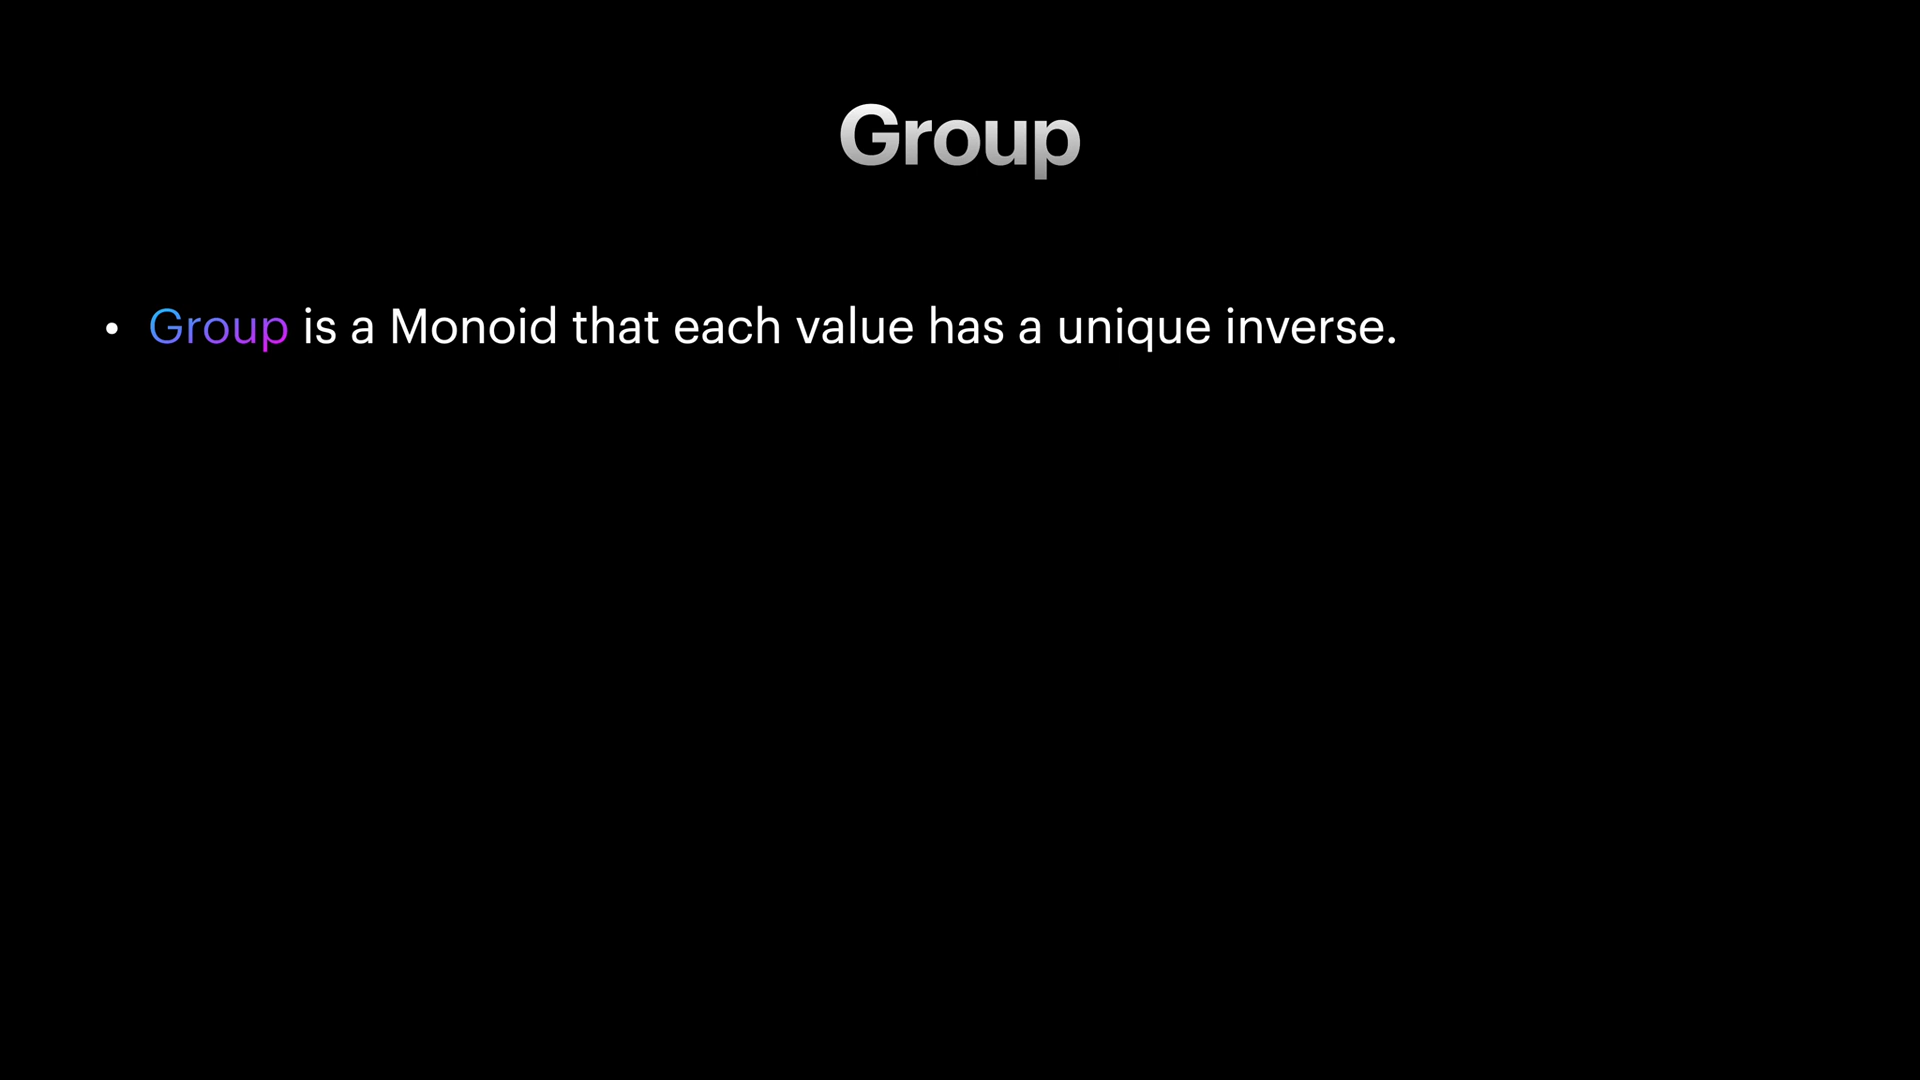 Group
• Group is a Monoid that each value has a unique inverse.